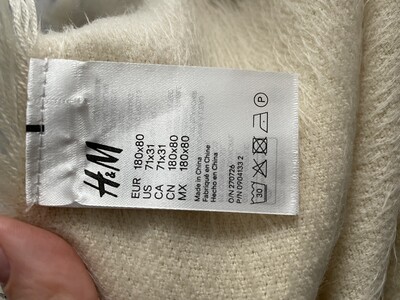 H&M
EUR 180x80
US 71x31
CA 71x31
CN 180x80
MX 180x80
Made in China
Fabriqué en Chine
Hecho en China
O/N 270726
P/N 0904133 2
30
P